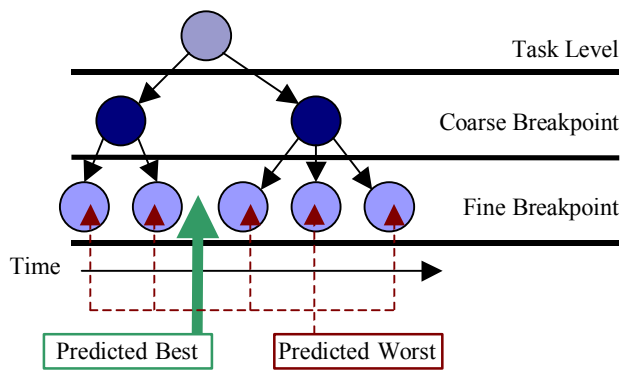 Task Level
Coarse Breakpoint
Fine Breakpoint
Time
Predicted Best
Predicted Worst